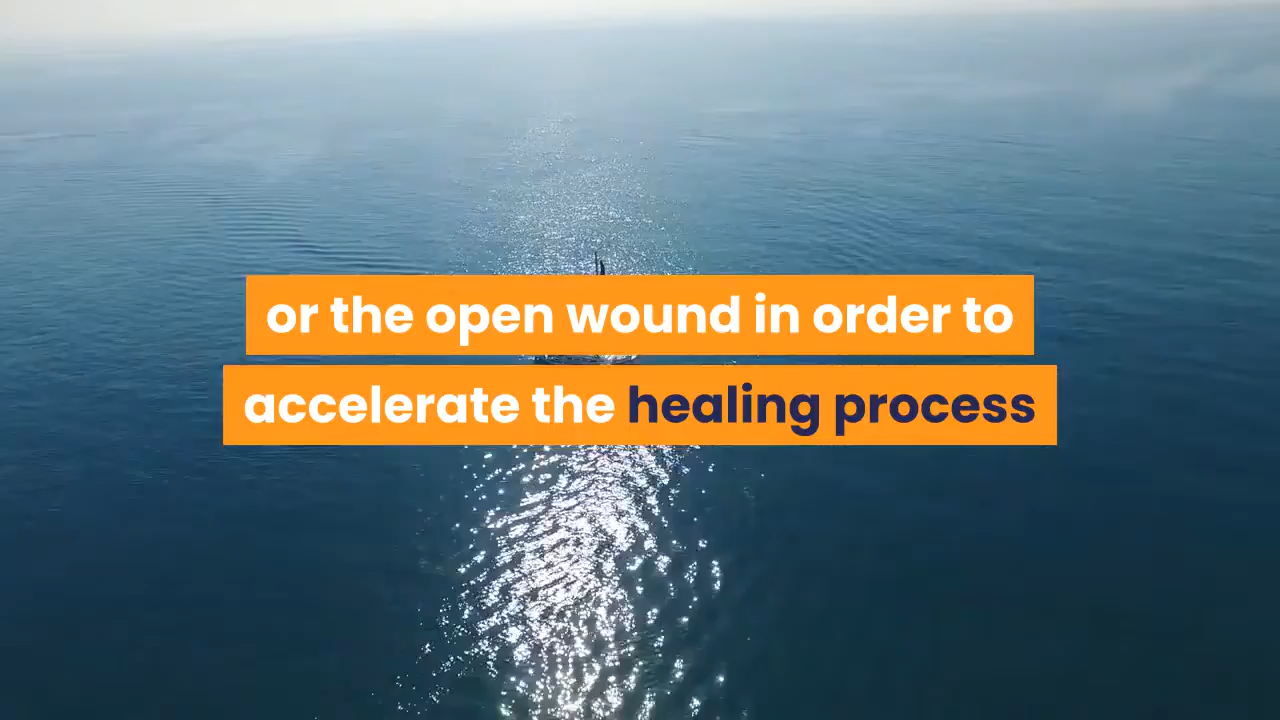 or the open wound in order to
accelerate the healing process